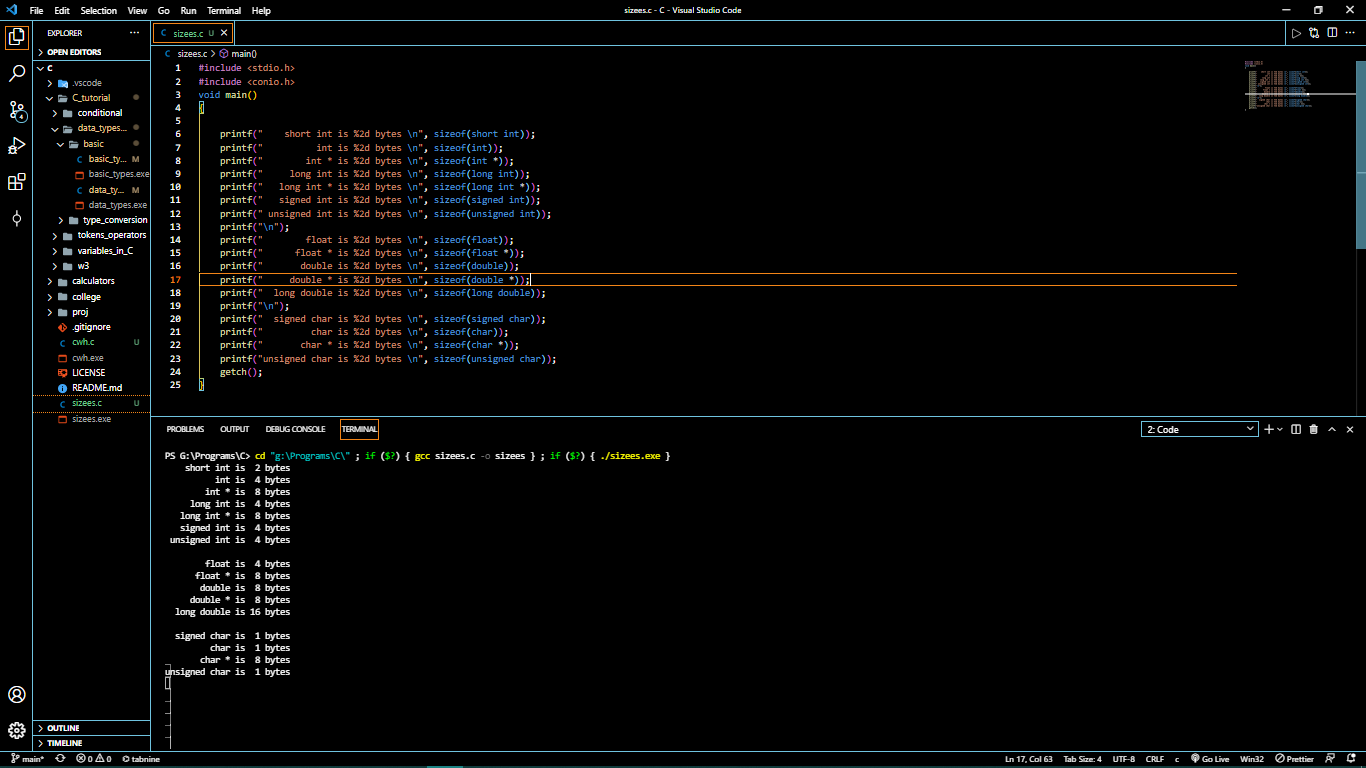 File Edit Selection View Go Run Terminal Help
sizees.c - C - Visual Studio Code
EXPLORER
OPEN EDITORS
C
.vscode
C_tutorial
conditional
data_types...
basic
basic_ty... M
basic_types.exe
data_ty... M
data_types.exe
type_conversion
tokens_operators
variables_in_C
w3
calculators
college
proj
.gitignore
cwh.c U
cwh.exe
LICENSE
README.md
sizees.c U
sizees.exe
OUTLINE
TIMELINE
4
C sizees.c U
C sizees.c > main()
1 #include <stdio.h>
2 #include <conio.h>
3 void main()
4 {
5
6 printf("    short int is %2d bytes \n", sizeof(short int));
7 printf("          int is %2d bytes \n", sizeof(int));
8 printf("        int * is %2d bytes \n", sizeof(int *));
9 printf("     long int is %2d bytes \n", sizeof(long int));
10 printf("   long int * is %2d bytes \n", sizeof(long int *));
11 printf("   signed int is %2d bytes \n", sizeof(signed int));
12 printf(" unsigned int is %2d bytes \n", sizeof(unsigned int));
13 printf("\n");
14 printf("        float is %2d bytes \n", sizeof(float));
15 printf("      float * is %2d bytes \n", sizeof(float *));
16 printf("       double is %2d bytes \n", sizeof(double));
17 printf("     double * is %2d bytes \n", sizeof(double *));
18 printf("  long double is %2d bytes \n", sizeof(long double));
19 printf("\n");
20 printf("  signed char is %2d bytes \n", sizeof(signed char));
21 printf("         char is %2d bytes \n", sizeof(char));
22 printf("       char * is %2d bytes \n", sizeof(char *));
23 printf("unsigned char is %2d bytes \n", sizeof(unsigned char));
24 getch();
25 }
PROBLEMS OUTPUT DEBUG CONSOLE TERMINAL
2: Code
PS G:\Programs\C> cd "g:\Programs\C\" ; if ($?) { gcc sizees.c -o sizees } ; if ($?) { ./sizees.exe }
short int is  2 bytes
int is  4 bytes
int * is  8 bytes
long int is  4 bytes
long int * is  8 bytes
signed int is  4 bytes
unsigned int is  4 bytes
float is  4 bytes
float * is  8 bytes
double is  8 bytes
double * is  8 bytes
long double is 16 bytes
signed char is  1 bytes
char is  1 bytes
char * is  8 bytes
unsigned char is  1 bytes
main* 0 0 tabnine
Ln 17, Col 63 Tab Size: 4 UTF-8 CRLF c Go Live Win32 Prettier